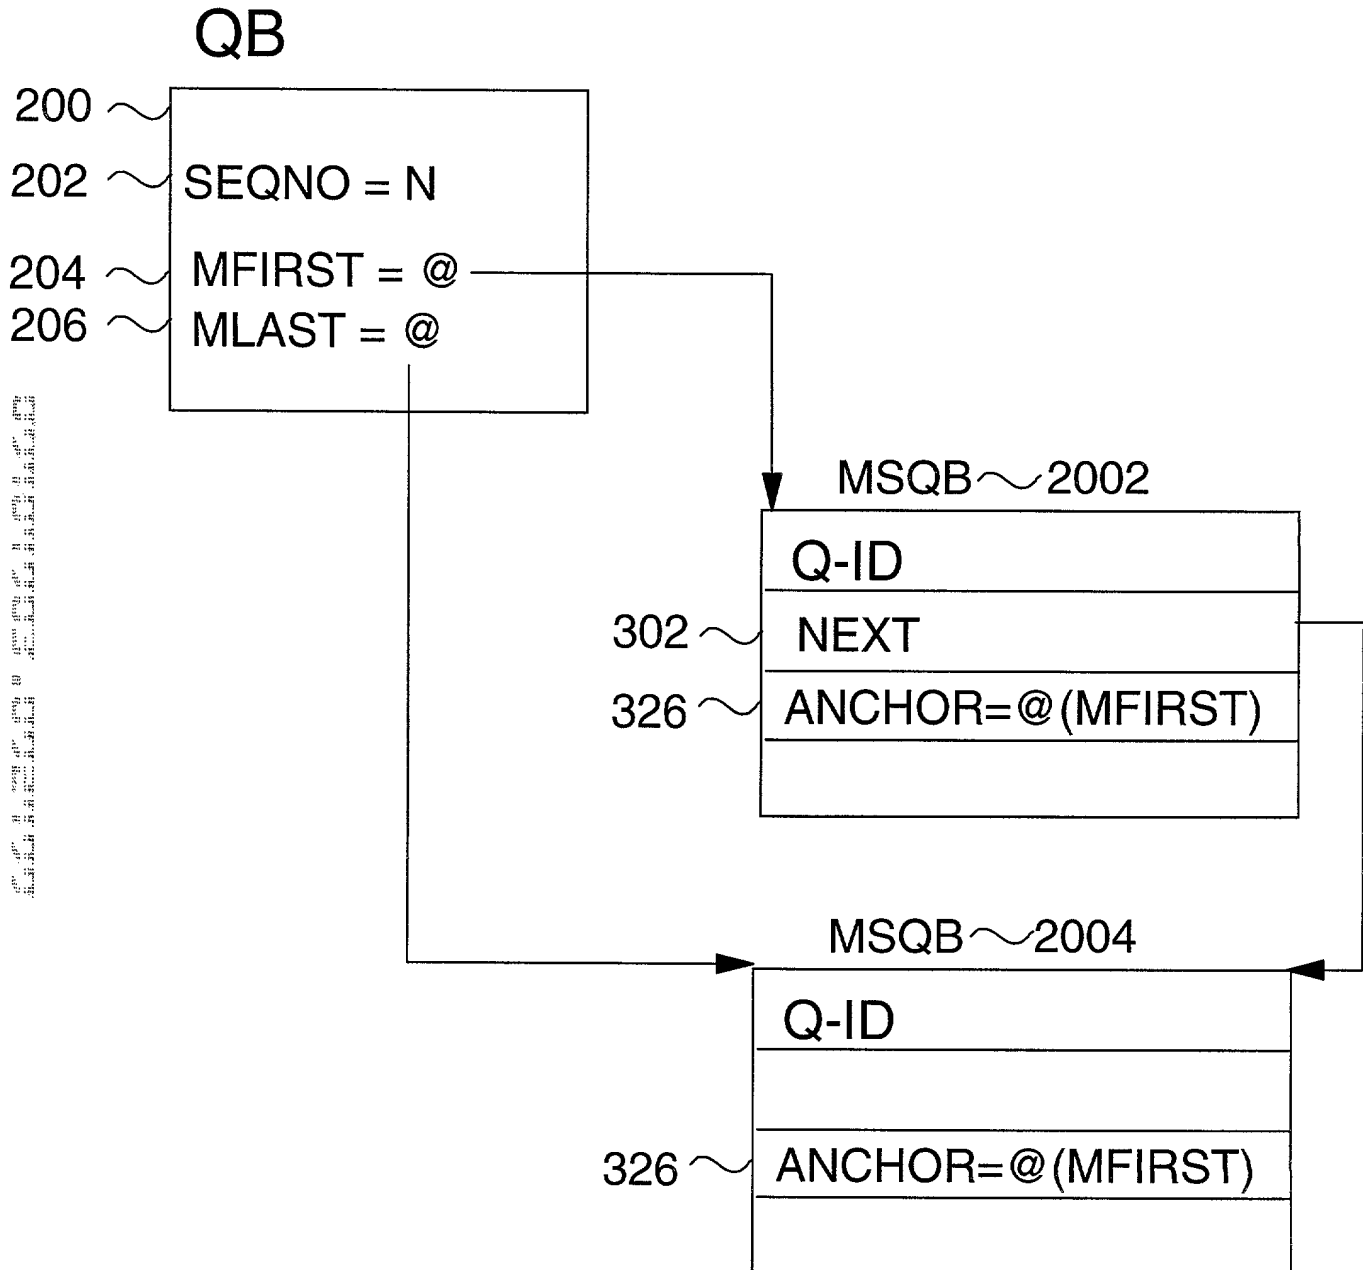 QB
200
202 SEQNO = N
204 MFIRST = @
206 MLAST = @
MSQB 2002
Q-ID
302 NEXT
326 ANCHOR=@(MFIRST)
MSQB 2004
Q-ID
326 ANCHOR=@(MFIRST)